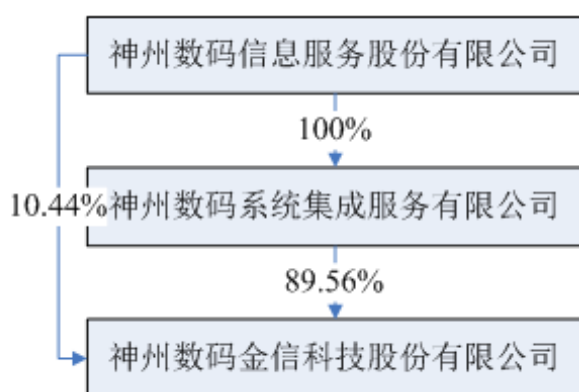 神州数码信息服务股份有限公司
100%
10.44%
神州数码系统集成服务有限公司
89.56%
神州数码金信科技股份有限公司